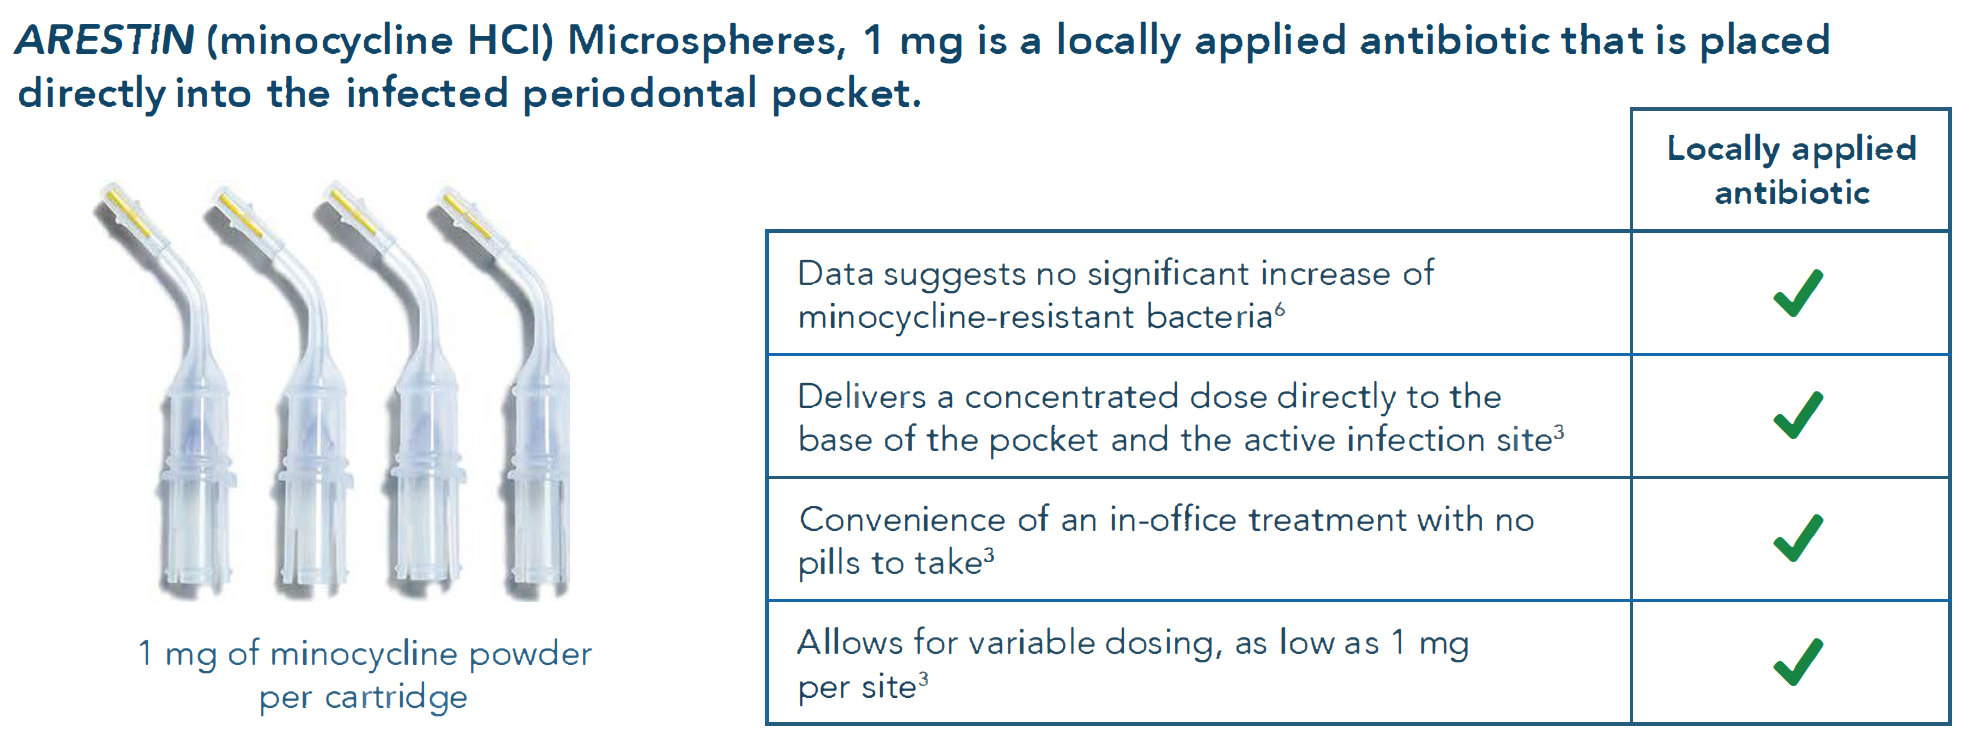 ARESTIN (minocycline HCl) Microspheres, 1 mg is a locally applied antibiotic that is placed
directly into the infected periodontal pocket.
Locally applied
antibiotic
Data suggests no significant increase of
minocycline-resistant bacteria⁶
Delivers a concentrated dose directly to the
base of the pocket and the active infection site³
Convenience of an in-office treatment with no
pills to take³
Allows for variable dosing, as low as 1 mg
per site³
1 mg of minocycline powder
per cartridge